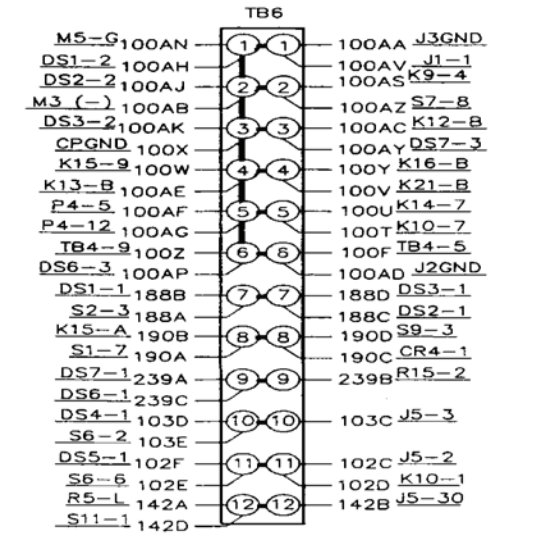 TB6
M5-G 100AN 1 1 100AA J3GND
DS1-2 100AH 100AV J1-1
DS2-2 100AJ 2 2 100AS K9-4
M3 (-) 100AB 100AZ S7-8
DS3-2 100AK 3 3 100AC K12-B
CPGND 100X 100AY DS7-3
K15-9 100W 4 4 100Y K16-B
K13-B 100AE 100V K21-B
P4-5 100AF 5 5 100U K14-7
P4-12 100AG 100T K10-7
TB4-9 100Z 6 6 100F TB4-5
DS6-3 100AP 100AD J2GND
DS1-1 188B 7 7 188D DS3-1
S2-3 188A 188C DS2-1
K15-A 190B 8 8 190D S9-3
S1-7 190A 190C CR4-1
DS7-1 239A 9 9 239B R15-2
DS6-1 239C
DS4-1 103D 10 10 103C J5-3
S6-2 103E
DS5-1 102F 11 11 102C J5-2
S6-6 102E 102D K10-1
R5-L 142A 12 12 142B J5-30
S11-1 142D